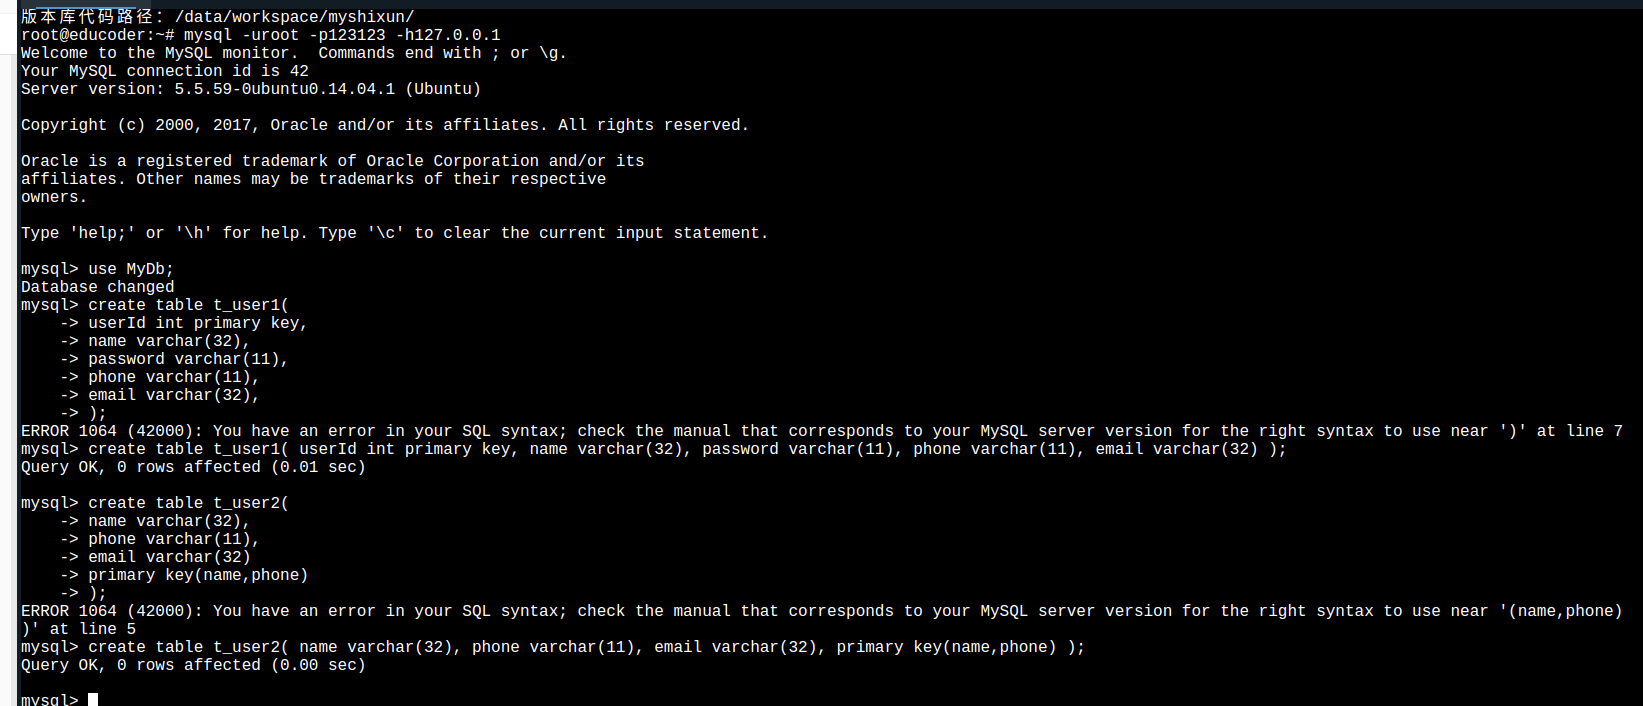 版本库代码路径: /data/workspace/myshixun/
root@educoder:~# mysql -uroot -p123123 -h127.0.0.1
Welcome to the MySQL monitor.  Commands end with ; or \g.
Your MySQL connection id is 42
Server version: 5.5.59-0ubuntu0.14.04.1 (Ubuntu)
Copyright (c) 2000, 2017, Oracle and/or its affiliates. All rights reserved.
Oracle is a registered trademark of Oracle Corporation and/or its
affiliates. Other names may be trademarks of their respective
owners.
Type 'help;' or '\h' for help. Type '\c' to clear the current input statement.
mysql> use MyDb;
Database changed
mysql> create table t_user1(
    -> userId int primary key,
    -> name varchar(32),
    -> password varchar(11),
    -> phone varchar(11),
    -> email varchar(32),
    -> );
ERROR 1064 (42000): You have an error in your SQL syntax; check the manual that corresponds to your MySQL server version for the right syntax to use near ')' at line 7
mysql> create table t_user1( userId int primary key, name varchar(32), password varchar(11), phone varchar(11), email varchar(32) );
Query OK, 0 rows affected (0.01 sec)
mysql> create table t_user2(
    -> name varchar(32),
    -> phone varchar(11),
    -> email varchar(32)
    -> primary key(name,phone)
    -> );
ERROR 1064 (42000): You have an error in your SQL syntax; check the manual that corresponds to your MySQL server version for the right syntax to use near '(name,phone)
)' at line 5
mysql> create table t_user2( name varchar(32), phone varchar(11), email varchar(32), primary key(name,phone) );
Query OK, 0 rows affected (0.00 sec)
mysql>